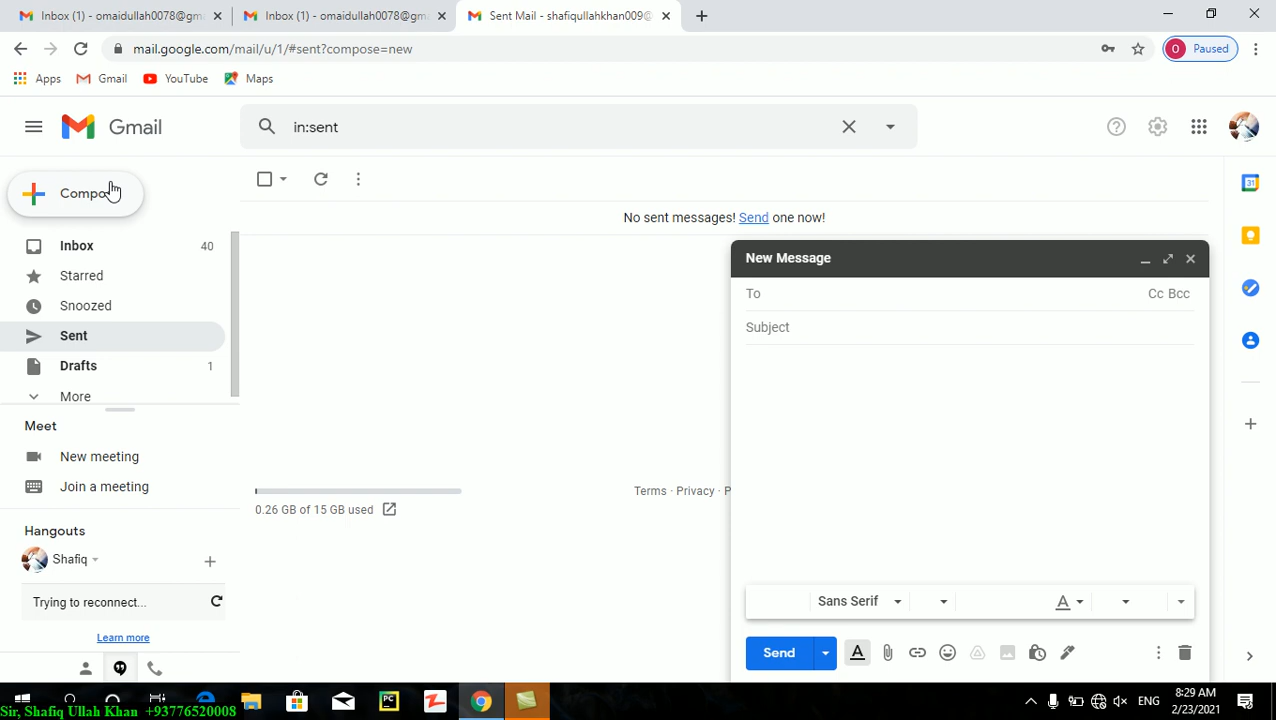 Inbox (1) - omaidullah0078@gm
Inbox (1) - omaidullah0078@gm
Sent Mail - shafiqullahkhan009@
mail.google.com/mail/u/1/#sent?compose=new
O Paused
Apps
Gmail
YouTube
Maps
Gmail
in:sent
Compo
No sent messages! Send one now!
Inbox 40
Starred
Snoozed
Sent
Drafts 1
More
New Message
To
Cc Bcc
Subject
Meet
New meeting
Join a meeting
0.26 GB of 15 GB used
Terms · Privacy · P
Hangouts
Shafiq
Trying to reconnect...
Learn more
Sans Serif
A
Send
A
31
PC
ENG
8:29 AM
2/23/2021
Sir, Shafiq Ullah Khan +93776520008